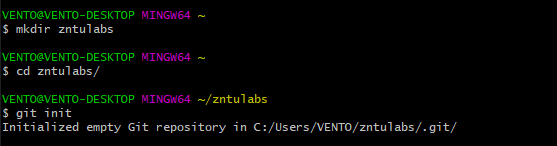 VENTO@VENTO-DESKTOP MINGW64 ~
$ mkdir zntulabs
VENTO@VENTO-DESKTOP MINGW64 ~
$ cd zntulabs/
VENTO@VENTO-DESKTOP MINGW64 ~/zntulabs
$ git init
Initialized empty Git repository in C:/Users/VENTO/zntulabs/.git/